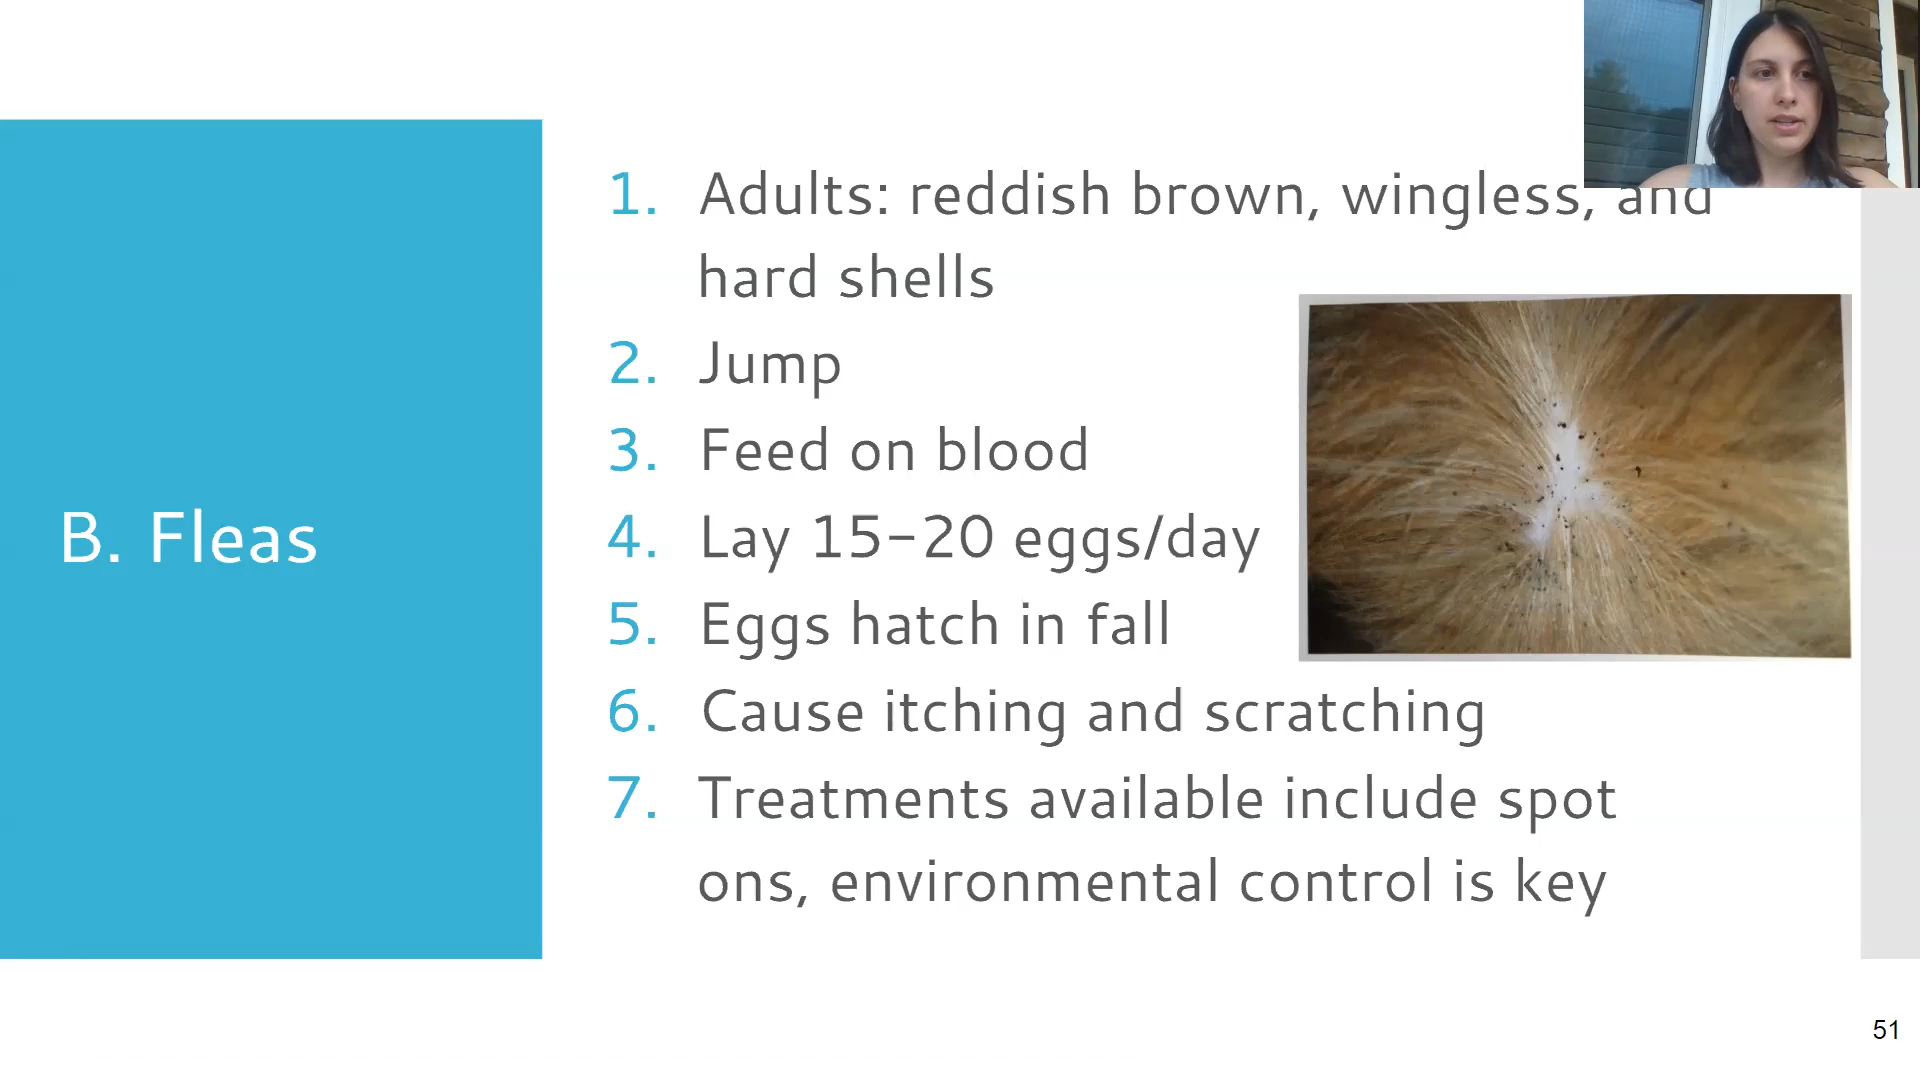 B. Fleas
1. Adults: reddish brown, wingless, and
hard shells
2. Jump
3. Feed on blood
4. Lay 15-20 eggs/day
5. Eggs hatch in fall
6. Cause itching and scratching
7. Treatments available include spot
ons, environmental control is key
51